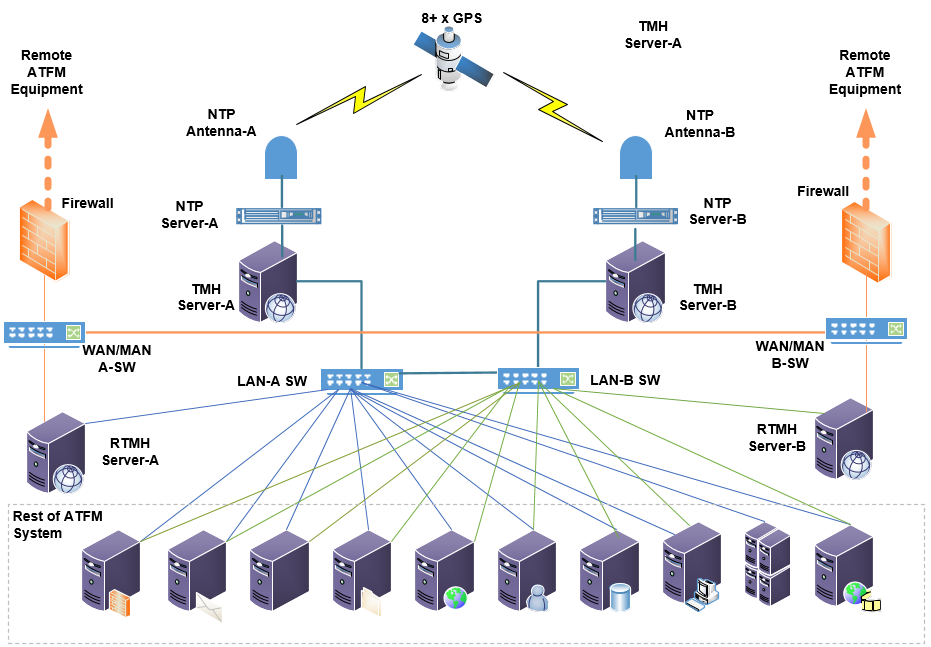 8+ x GPS
TMH
Server-A
Remote
ATFM
Equipment
Remote
ATFM
Equipment
NTP
Antenna-A
NTP
Antenna-B
Firewall
Firewall
NTP
Server-A
NTP
Server-B
TMH
Server-A
TMH
Server-B
WAN/MAN
A-SW
WAN/MAN
B-SW
LAN-A SW
LAN-B SW
RTMH
Server-A
RTMH
Server-B
Rest of ATFM
System